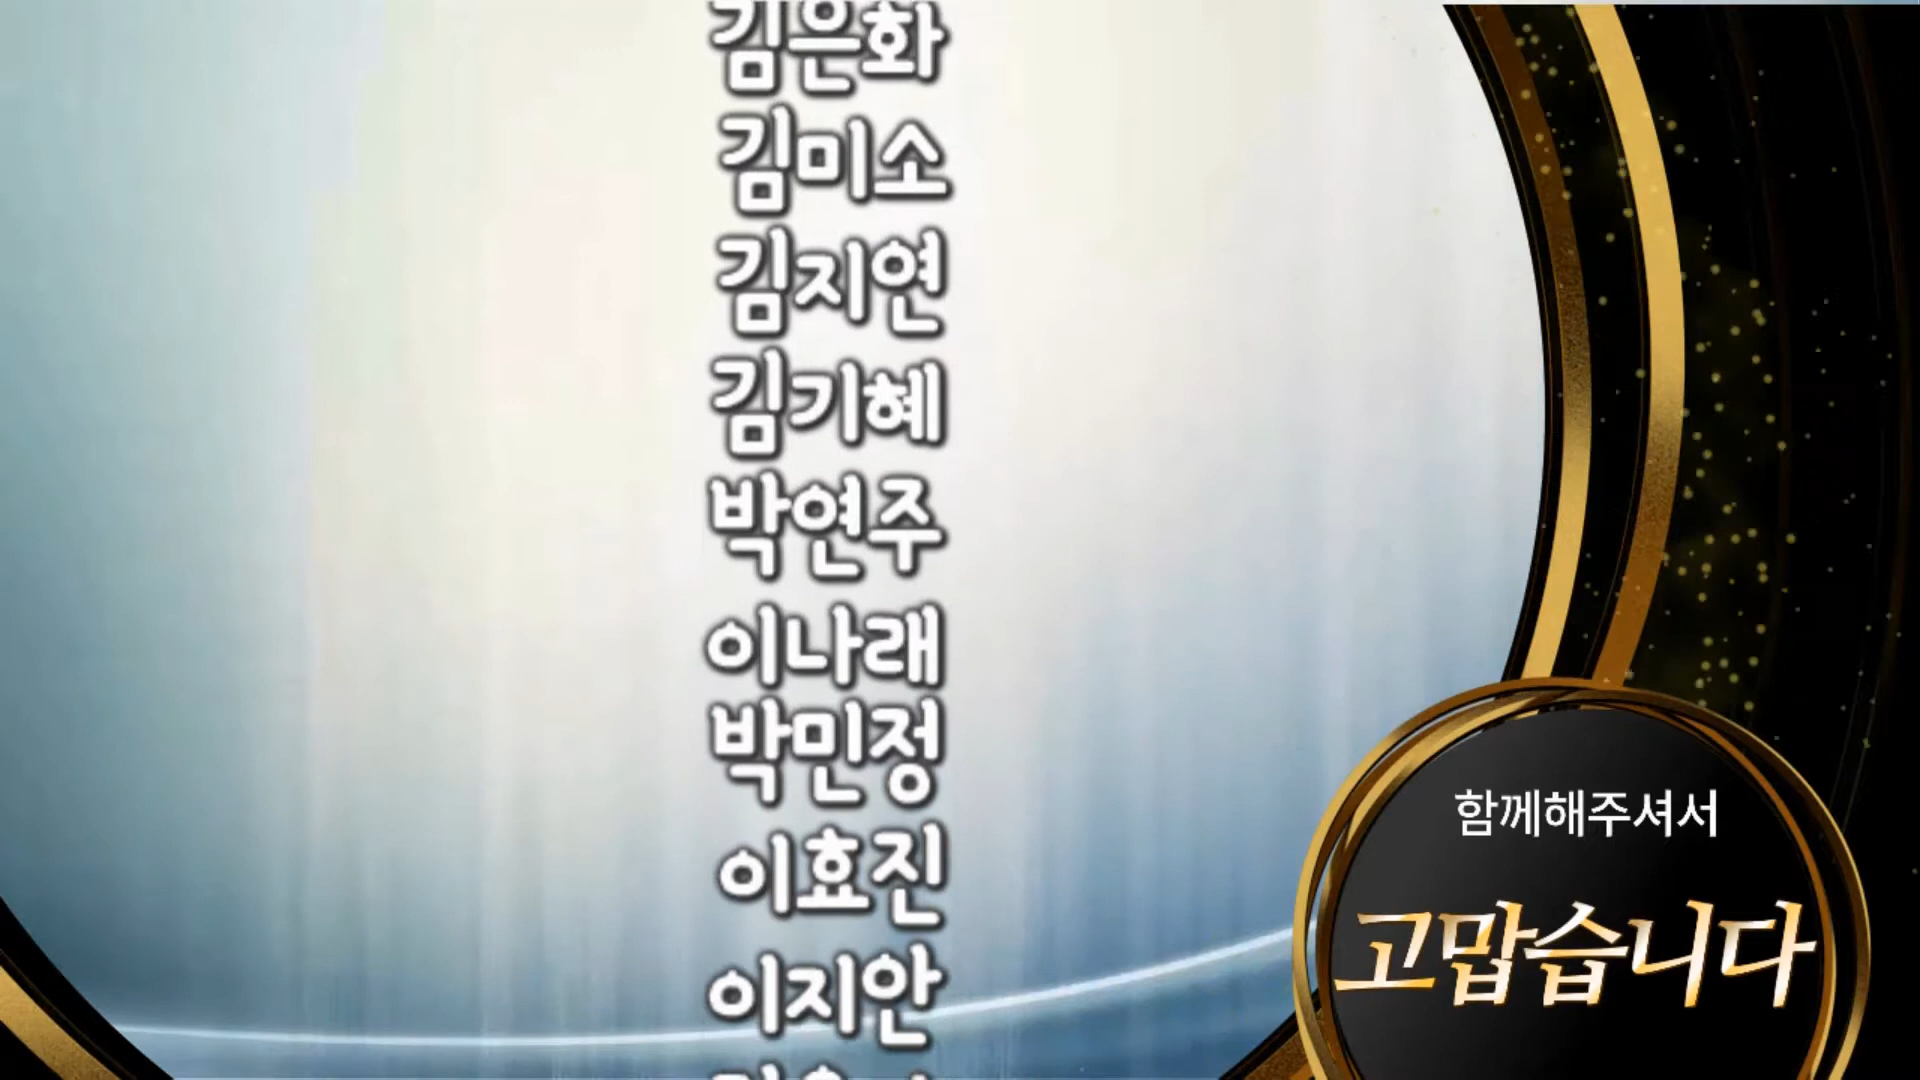 김은화
김미소
김지연
김기혜
박연주
이나래
박민정
이효진
이지안
함께해주셔서
고맙습니다